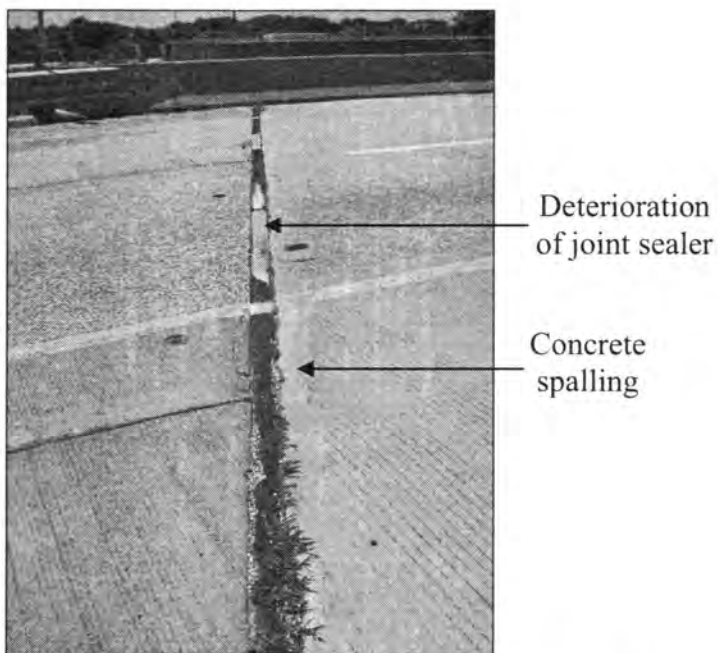 Deterioration
of joint sealer
Concrete
spalling